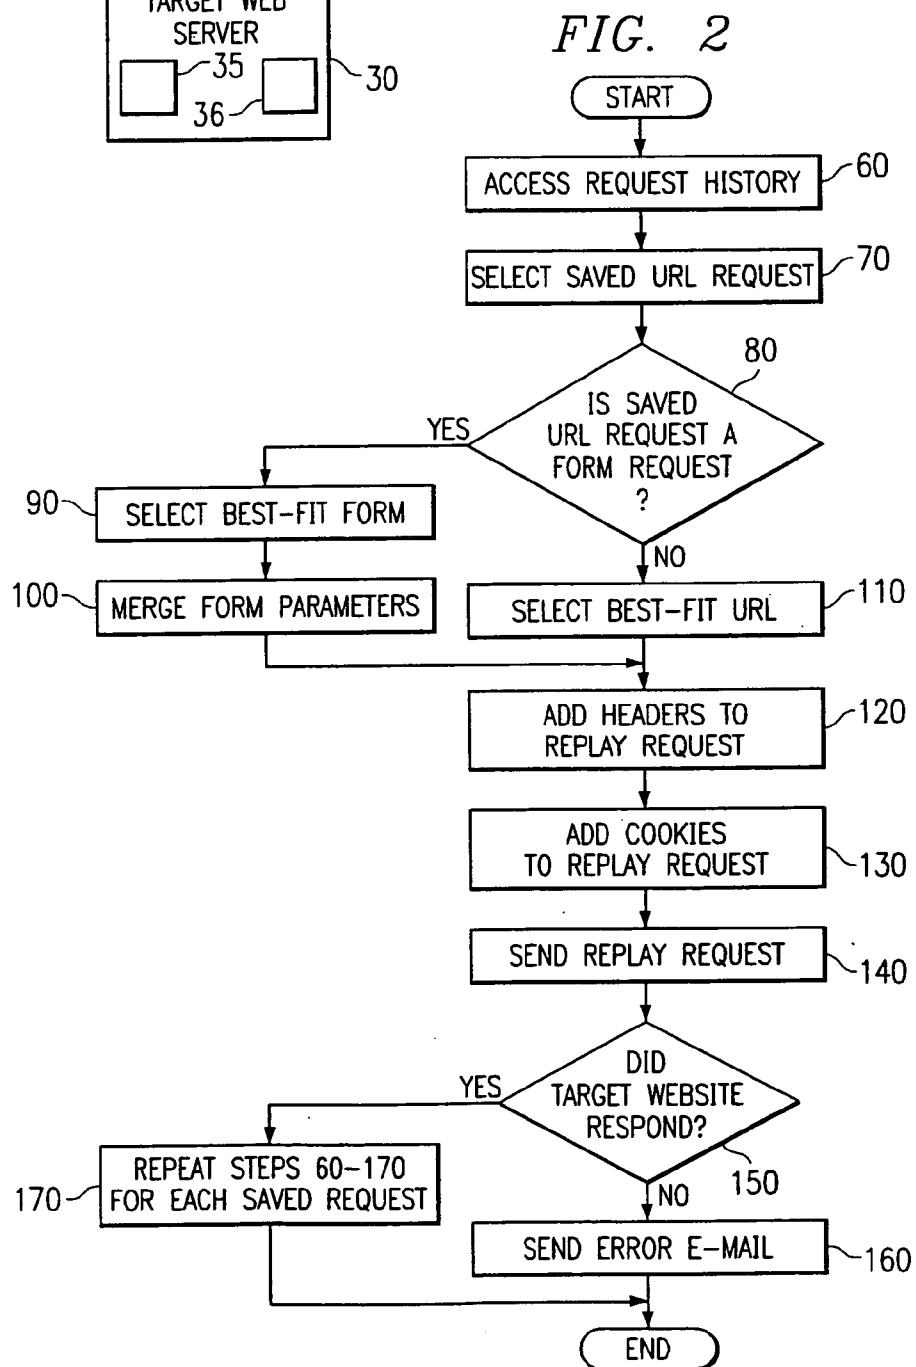 TARGET WEB
SERVER
35
36
30
FIG. 2
START
ACCESS REQUEST HISTORY
60
SELECT SAVED URL REQUEST
70
80
IS SAVED
URL REQUEST A
FORM REQUEST
?
YES
NO
90
SELECT BEST-FIT FORM
100
MERGE FORM PARAMETERS
SELECT BEST-FIT URL
110
ADD HEADERS TO
REPLAY REQUEST
120
ADD COOKIES
TO REPLAY REQUEST
130
SEND REPLAY REQUEST
140
DID
TARGET WEBSITE
RESPOND?
150
YES
NO
170
REPEAT STEPS 60-170
FOR EACH SAVED REQUEST
SEND ERROR E-MAIL
160
END